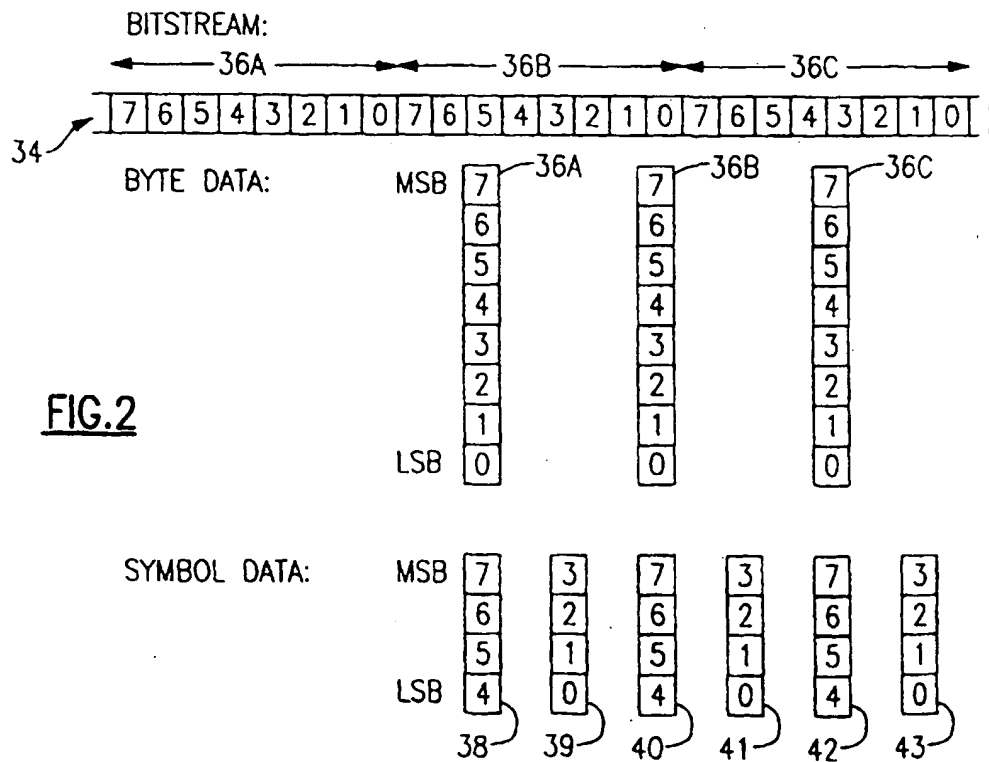 BITSTREAM:
36A 36B 36C
7 6 5 4 3 2 1 0 7 6 5 4 3 2 1 0 7 6 5 4 3 2 1 0
34
BYTE DATA: MSB 7 36A 7 36B 7 36C
6 6 6
5 5 5
4 4 4
3 3 3
2 2 2
FIG.2
1 1 1
LSB 0 0 0
SYMBOL DATA: MSB 7 3 7 3 7 3
6 2 6 2 6 2
5 1 5 1 5 1
LSB 4 0 4 0 4 0
38 39 40 41 42 43